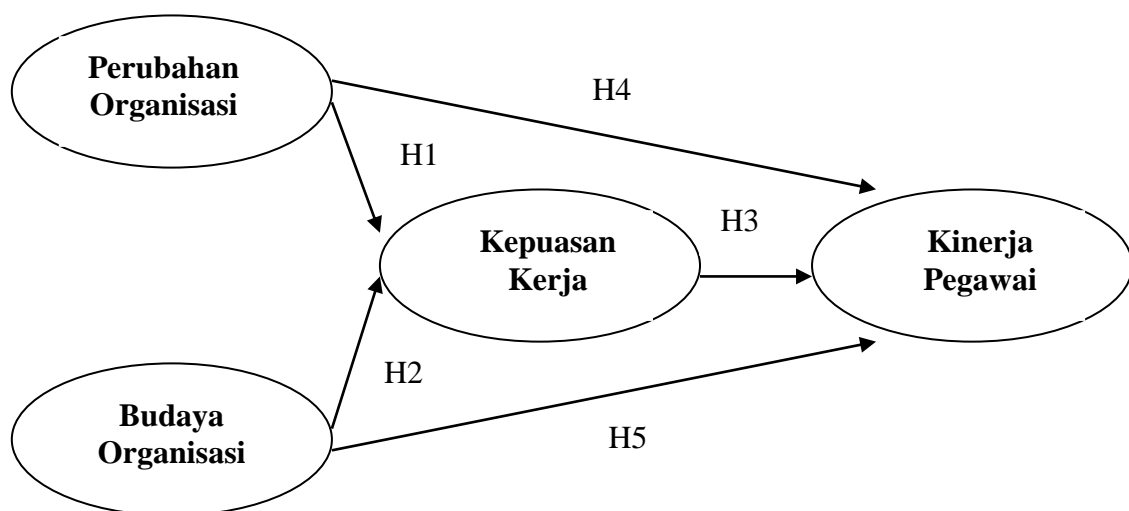 Perubahan
Organisasi
H4
H1
Kepuasan
Kerja
H3
Kinerja
Pegawai
H2
Budaya
Organisasi
H5